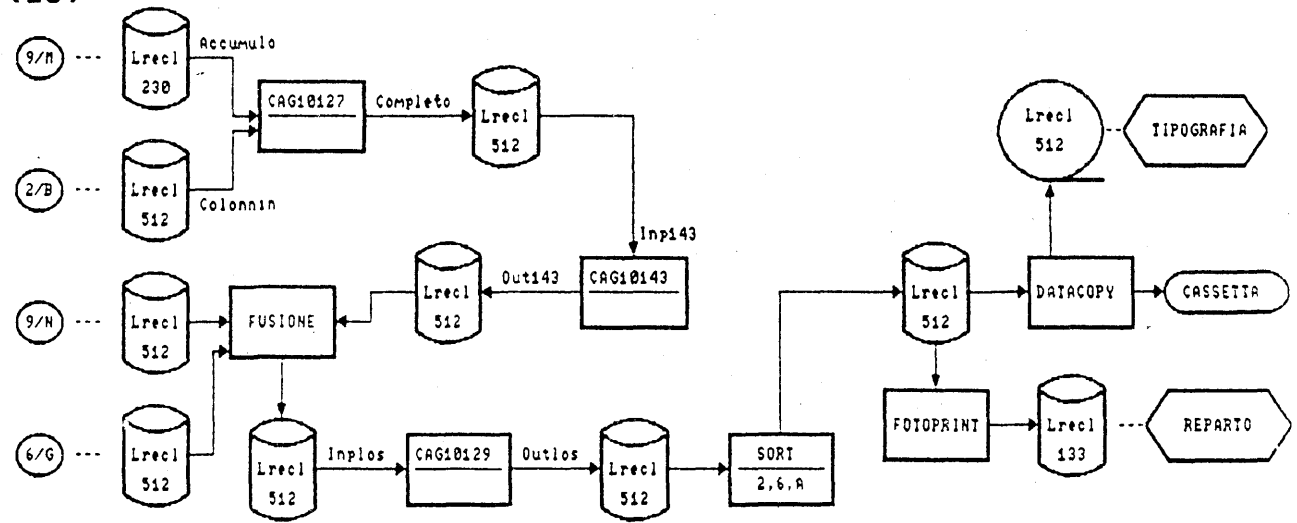 9/M
---
Lrecl
230
Accumulo
2/B
---
Lrecl
512
Colonnin
CAG10127
Completo
Lrecl
512
Inp143
CAG10143
Out143
Lrecl
512
9/N
---
Lrecl
512
FUSIONE
6/G
---
Lrecl
512
Lrecl
512
Inplos
CAG10129
Outlos
Lrecl
512
SORT
2,6,A
Lrecl
512
DATACOPY
CASSETTA
Lrecl
512
TIPOGRAFIA
FOTOPRINT
Lrecl
133
---
REPARTO